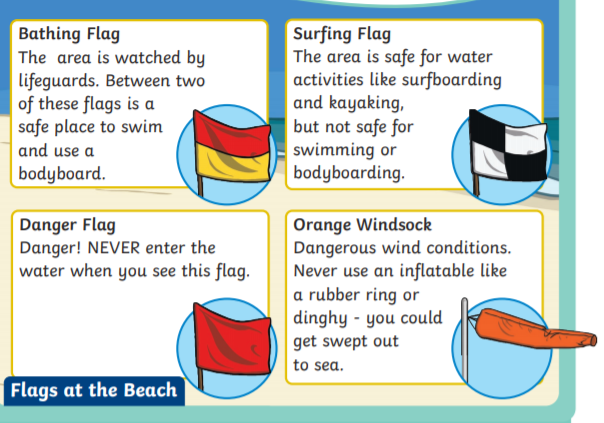 Bathing Flag
The area is watched by
lifeguards. Between two
of these flags is a
safe place to swim
and use a
bodyboard.
Surfing Flag
The area is safe for water
activities like surfboarding
and kayaking,
but not safe for
swimming or
bodyboarding.
Danger Flag
Danger! NEVER enter the
water when you see this flag.
Orange Windsock
Dangerous wind conditions.
Never use an inflatable like
a rubber ring or
dinghy - you could
get swept out
to sea.
Flags at the Beach